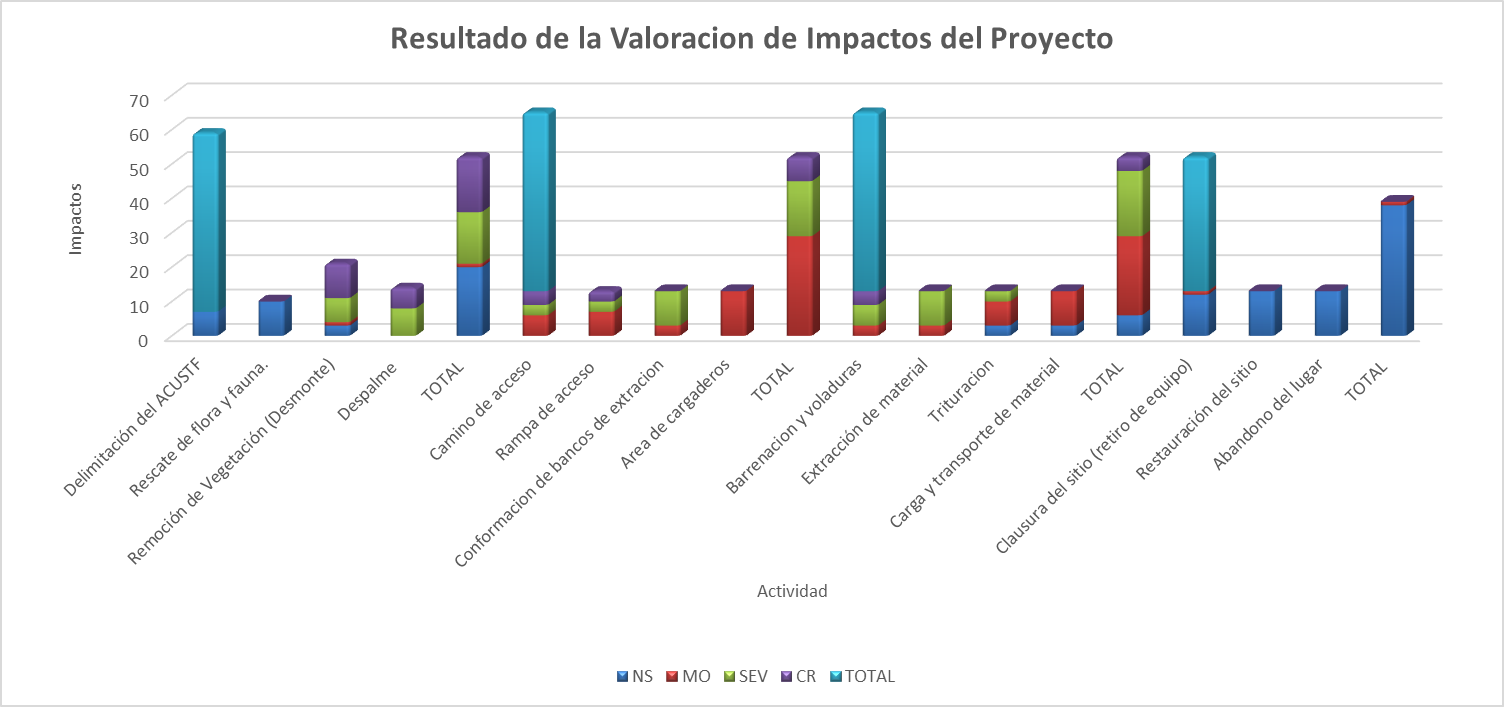 Resultado de la Valoracion de Impactos del Proyecto
70
60
50
40
30
20
10
0
Impactos
Delimitación del ACUSTF
Rescate de flora y fauna.
Remoción de Vegetación (Desmonte)
Despalme
TOTAL
Camino de acceso
Rampa de acceso
Conformacion de bancos de extracion
Area de cargaderos
TOTAL
Barrenacion y voladuras
Extracción de material
Trituracion
Carga y transporte de material
TOTAL
Clausura del sitio (retiro de equipo)
Restauración del sitio
Abandono del lugar
TOTAL
Actividad
NS MO SEV CR TOTAL